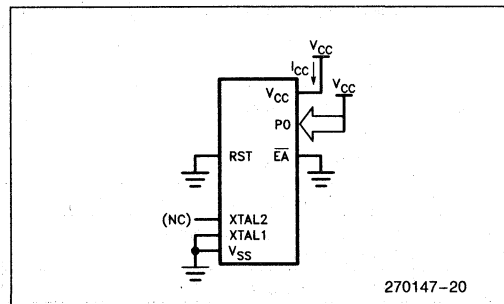 VCC
ICC
VCC
VCC
P0
RST
EA
(NC)
XTAL2
XTAL1
VSS
270147-20